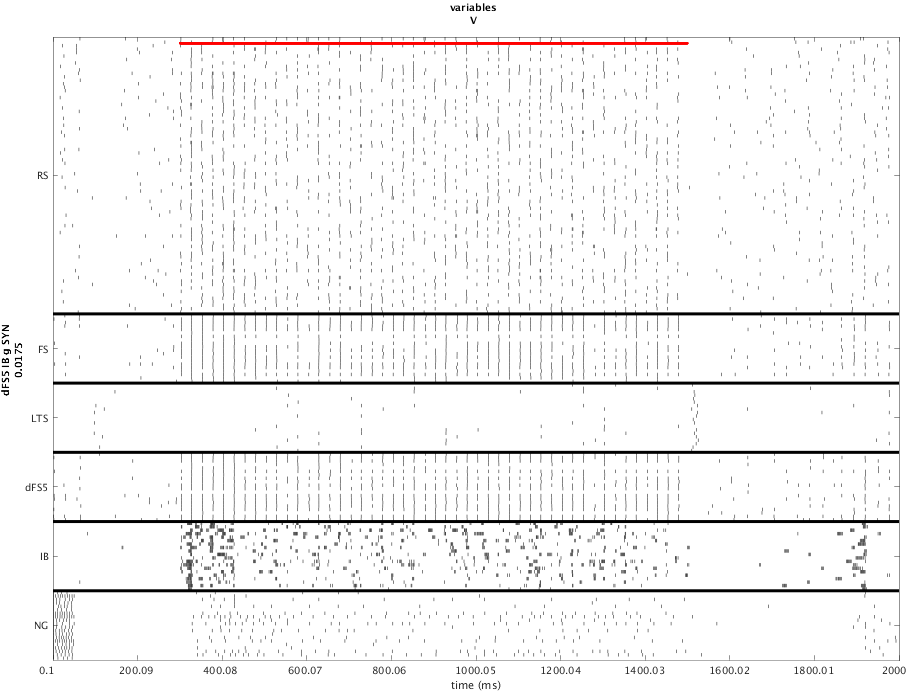 variables
V
RS
FS
LTS
dFS5
IB
NG
dFS5 IB g SYN
0.0175
0.1 200.09 400.08 600.07 800.06 1000.05 1200.04 1400.03 1600.02 1800.01 2000
time (ms)